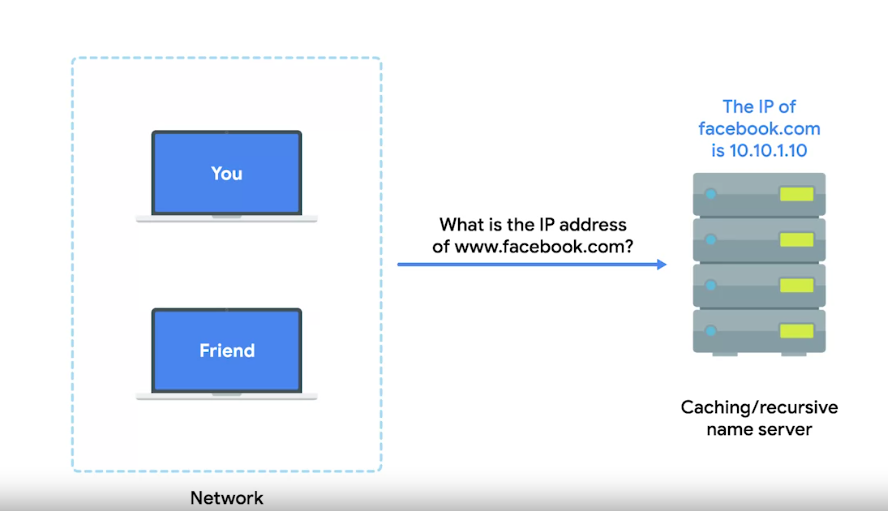 The IP of
facebook.com
is 10.10.1.10
You
What is the IP address
of www.facebook.com?
Friend
Caching/recursive
name server
Network